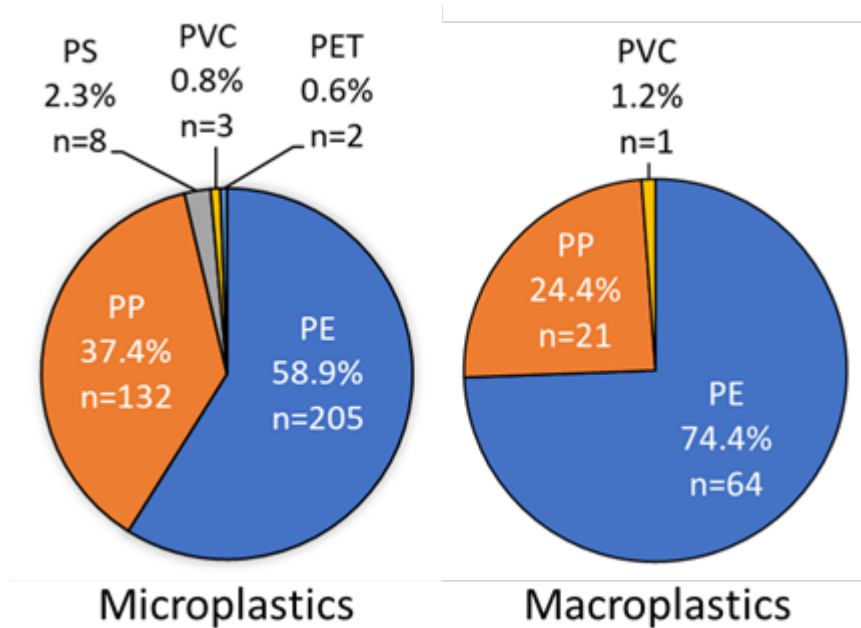 PS
2.3%
n=8
PVC
0.8%
n=3
PET
0.6%
n=2
PP
37.4%
n=132
PE
58.9%
n=205
Microplastics
PVC
1.2%
n=1
PP
24.4%
n=21
PE
74.4%
n=64
Macroplastics